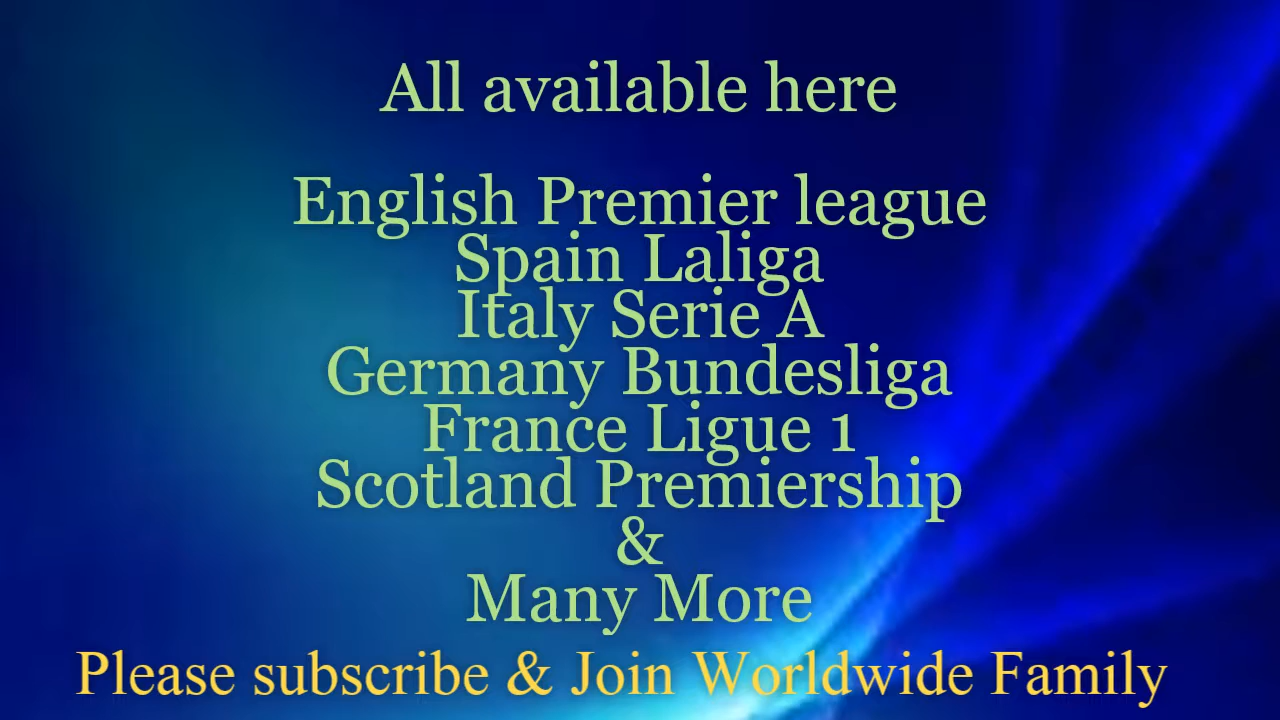 All available here
English Premier league
Spain Laliga
Italy Serie A
Germany Bundesliga
France Ligue 1
Scotland Premiership
&
Many More
Please subscribe & Join Worldwide Family